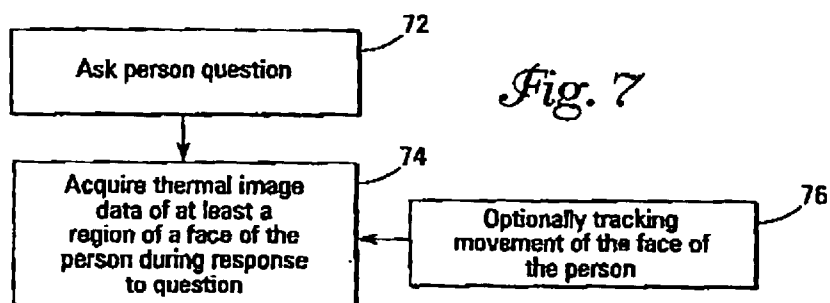 72
Ask person question
Fig. 7
74
Acquire thermal image
data of at least a
region of a face of the
person during response
to question
76
Optionally tracking
movement of the face of
the person